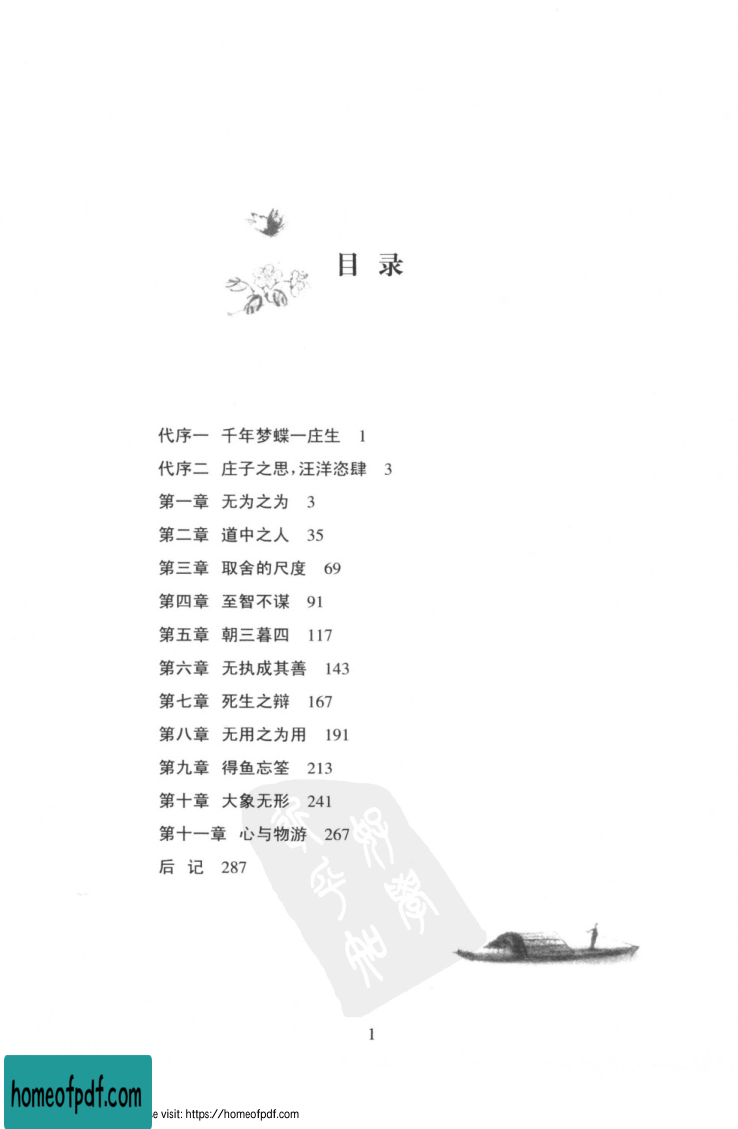 目 录
代序一 千年梦蝶一庄生 1
代序二 庄子之思,汪洋恣肆 3
第一章 无为之为 3
第二章 道中之人 35
第三章 取舍的尺度 69
第四章 至智不谋 91
第五章 朝三暮四 117
第六章 无执成其善 143
第七章 死生之辩 167
第八章 无用之为用 191
第九章 得鱼忘筌 213
第十章 大象无形 241
第十一章 心与物游 267
后 记 287
1
homeofpdf.com
visit: https://homeofpdf.com